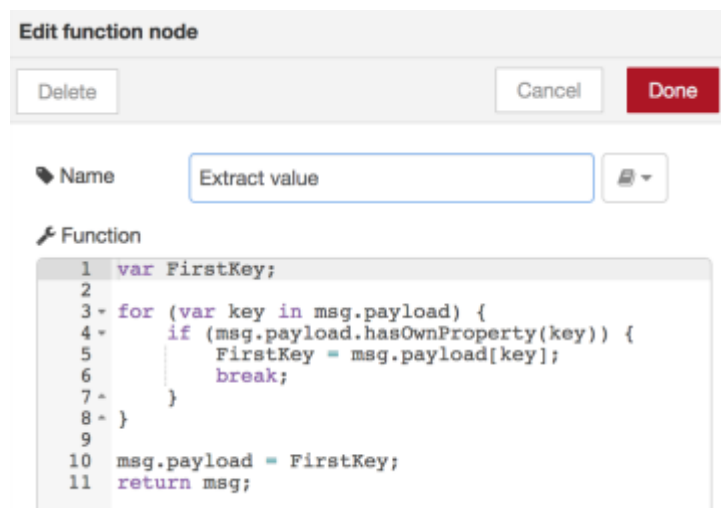 Edit function node
Delete Cancel Done
Name Extract value
Function
1 var FirstKey;
2
3 for (var key in msg.payload) {
4 if (msg.payload.hasOwnProperty(key)) {
5 FirstKey = msg.payload[key];
6 break;
7 }
8 }
9
10 msg.payload = FirstKey;
11 return msg;